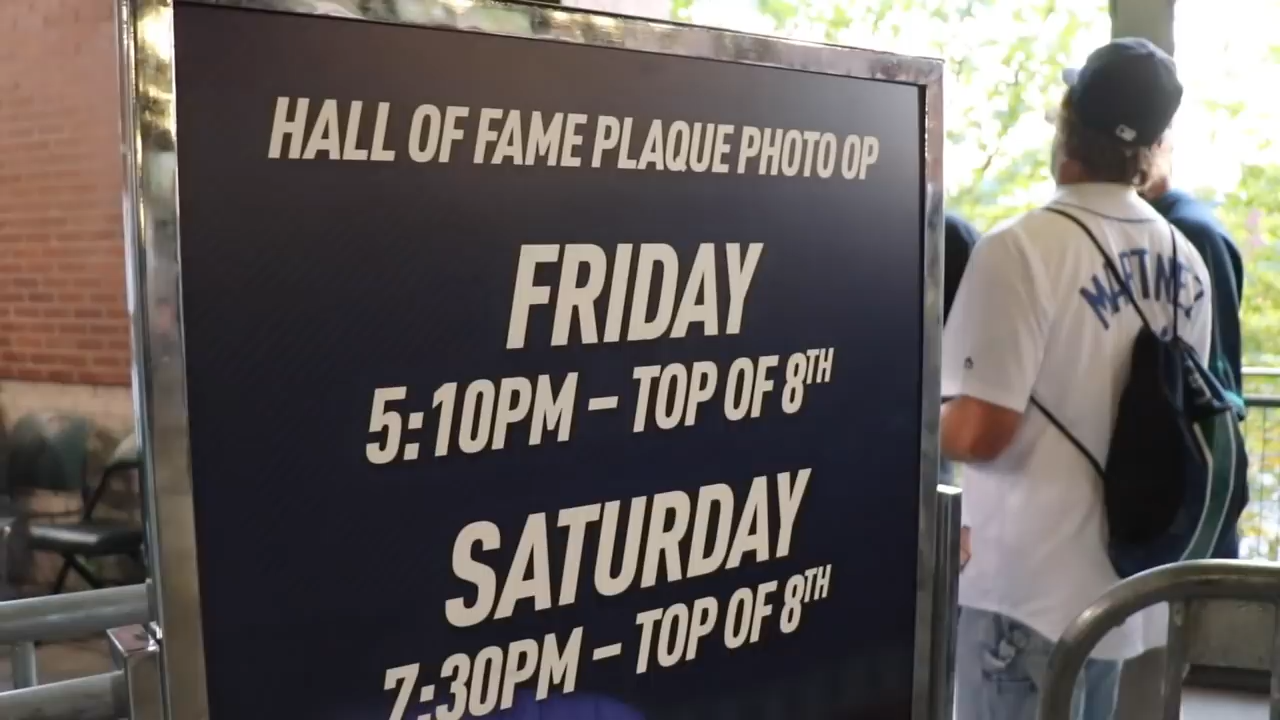 HALL OF FAME PLAQUE PHOTO OP
FRIDAY
5:10PM – TOP OF 8TH
SATURDAY
7:30PM – TOP OF 8TH
MARTINEZ